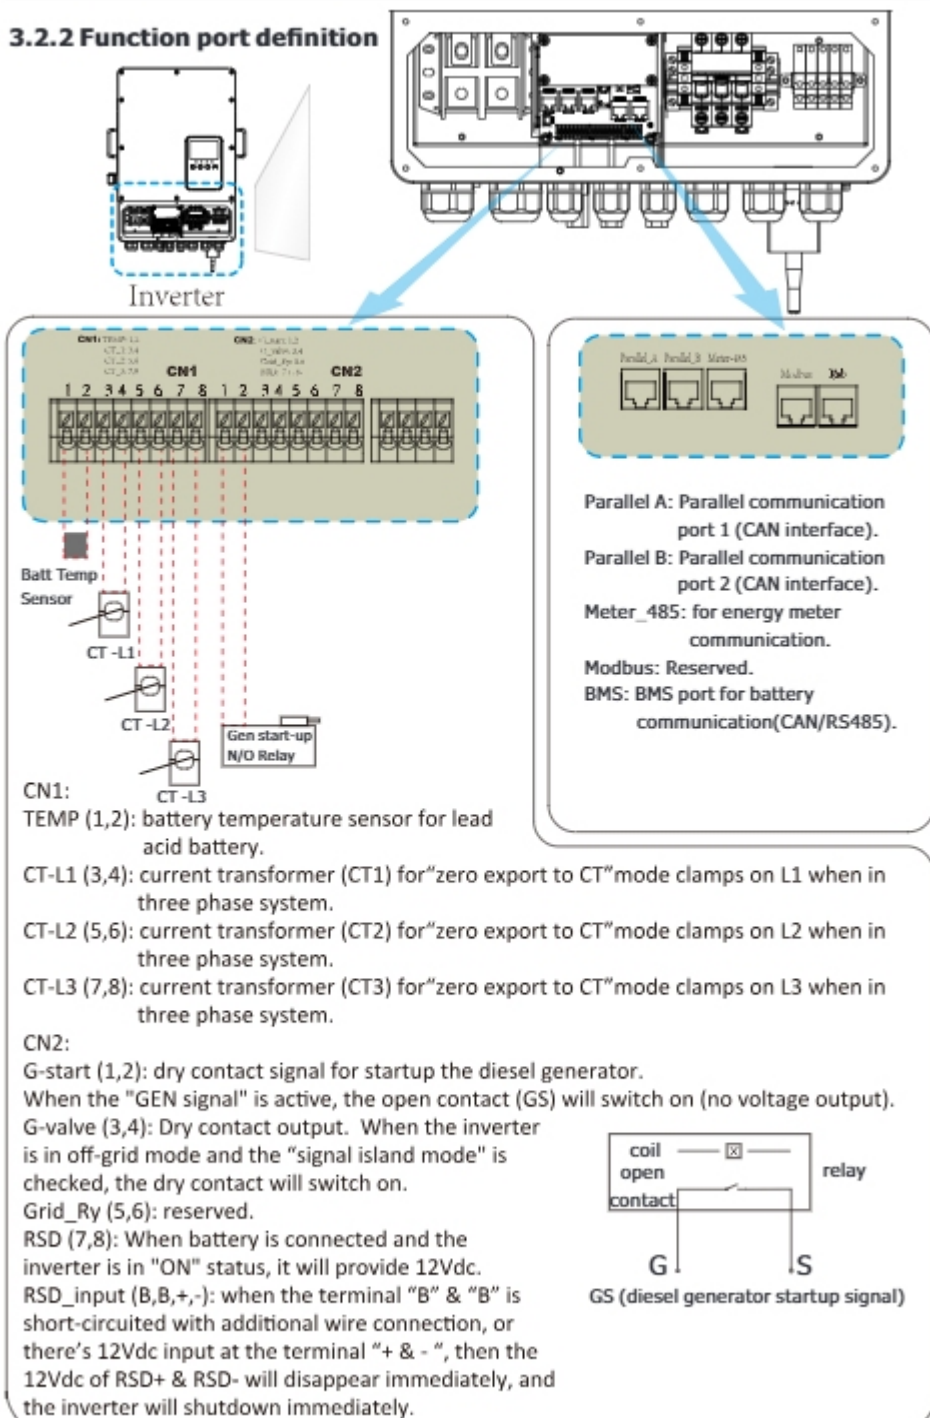 3.2.2 Function port definition
Inverter
CN1: TEMP: 1,2
CN1
CN2:
CN2
1 2 3 4 5 6 7 8 1 2 3 4 5 6 7 8
Batt Temp
Sensor
CT -L1
CT -L2
CT -L3
Gen start-up
N/O Relay
Parallel_A Parallel_B Meter-485
Modbus
Parallel A: Parallel communication
port 1 (CAN interface).
Parallel B: Parallel communication
port 2 (CAN interface).
Meter_485: for energy meter
communication.
Modbus: Reserved.
BMS: BMS port for battery
communication(CAN/RS485).
CN1:
TEMP (1,2): battery temperature sensor for lead
acid battery.
CT-L1 (3,4): current transformer (CT1) for“zero export to CT”mode clamps on L1 when in
three phase system.
CT-L2 (5,6): current transformer (CT2) for“zero export to CT”mode clamps on L2 when in
three phase system.
CT-L3 (7,8): current transformer (CT3) for“zero export to CT”mode clamps on L3 when in
three phase system.
CN2:
G-start (1,2): dry contact signal for startup the diesel generator.
When the "GEN signal" is active, the open contact (GS) will switch on (no voltage output).
G-valve (3,4): Dry contact output. When the inverter
is in off-grid mode and the “signal island mode" is
checked, the dry contact will switch on.
Grid_Ry (5,6): reserved.
RSD (7,8): When battery is connected and the
inverter is in "ON" status, it will provide 12Vdc.
RSD_input (B,B,+,-): when the terminal “B” & “B” is
short-circuited with additional wire connection, or
there’s 12Vdc input at the terminal “+ & - “, then the
12Vdc of RSD+ & RSD- will disappear immediately, and
the inverter will shutdown immediately.
coil
open
contact
relay
G S
GS (diesel generator startup signal)